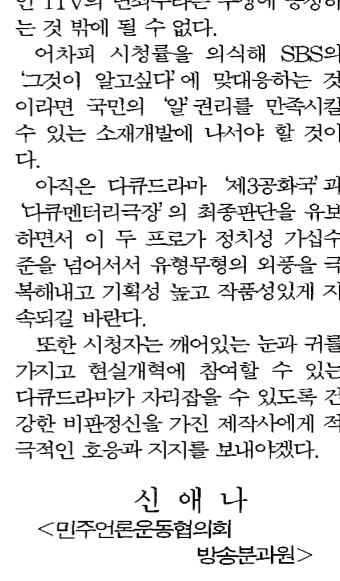 인 TTV의 면죄부라는 우명에 동창하
는 것 밖에 될 수 없다.
어차피 시청률을 의식해 SBS의
‘그것이 알고싶다’에 맞대응하는 것
이라면 국민의 ‘알’권리를 만족시킬
수 있는 소재개발에 나서야 할 것이
다.
아직은 다큐드라마 ‘제3공화국’과
‘다큐멘터리극장’의 최종판단을 유보
하면서 이 두 프로가 정치성 가십수
준을 넘어서서 유형무형의 외풍을 극
복해내고 기획성 높고 작품성있게 지
속되길 바란다.
또한 시청자는 깨어있는 눈과 귀를
가지고 현실개혁에 참여할 수 있는
다큐드라마가 자리잡을 수 있도록 건
강한 비판정신을 가진 제작사에게 적
극적인 호응과 지지를 보내야겠다.
신 애 나
<민주언론운동협의회
방송분과원>